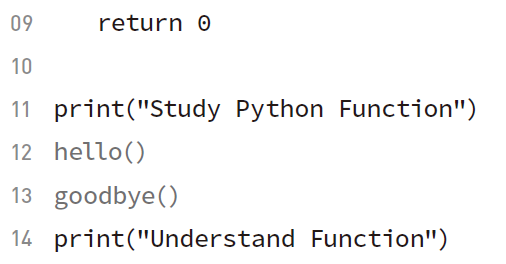 09 return 0
10
11 print("Study Python Function")
12 hello()
13 goodbye()
14 print("Understand Function")